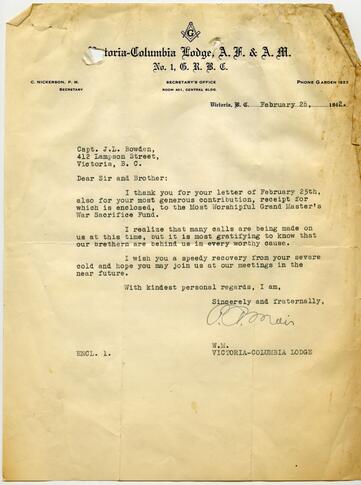 G
Victoria-Columbia Lodge, A. F. & A. M.
No. 1, G. R. B. C.
C. NICKERSON, P. M.
SECRETARY
SECRETARY'S OFFICE
ROOM 401, CENTRAL BLDG.
PHONE GARDEN 1823
Victoria, B. C. February 26, 1942.
Capt. J.L. Bowden,
412 Lampson Street,
Victoria, B. C.
Dear Sir and Brother:
I thank you for your letter of February 25th,
also for your most generous contribution, receipt for
which is enclosed, to the Most Worshipful Grand Master's
War Sacrifice Fund.
I realize that many calls are being made on
us at this time, but it is most gratifying to know that
our brethern are behind us in every worthy cause.
I wish you a speedy recovery from your severe
cold and hope you may join us at our meetings in the
near future.
With kindest personal regards, I am,
Sincerely and fraternally,
Mair
W.M.
ENCL. 1. VICTORIA-COLUMBIA LODGE